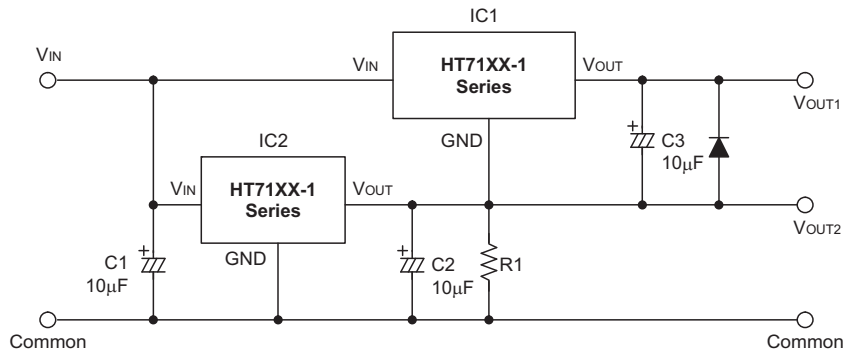 IC1
VIN
VIN
HT71XX-1
Series
VOUT
VOUT1
GND
C3
10μF
IC2
VIN
HT71XX-1
Series
VOUT
VOUT2
GND
C1
10μF
C2
10μF
R1
Common
Common
+
+
+